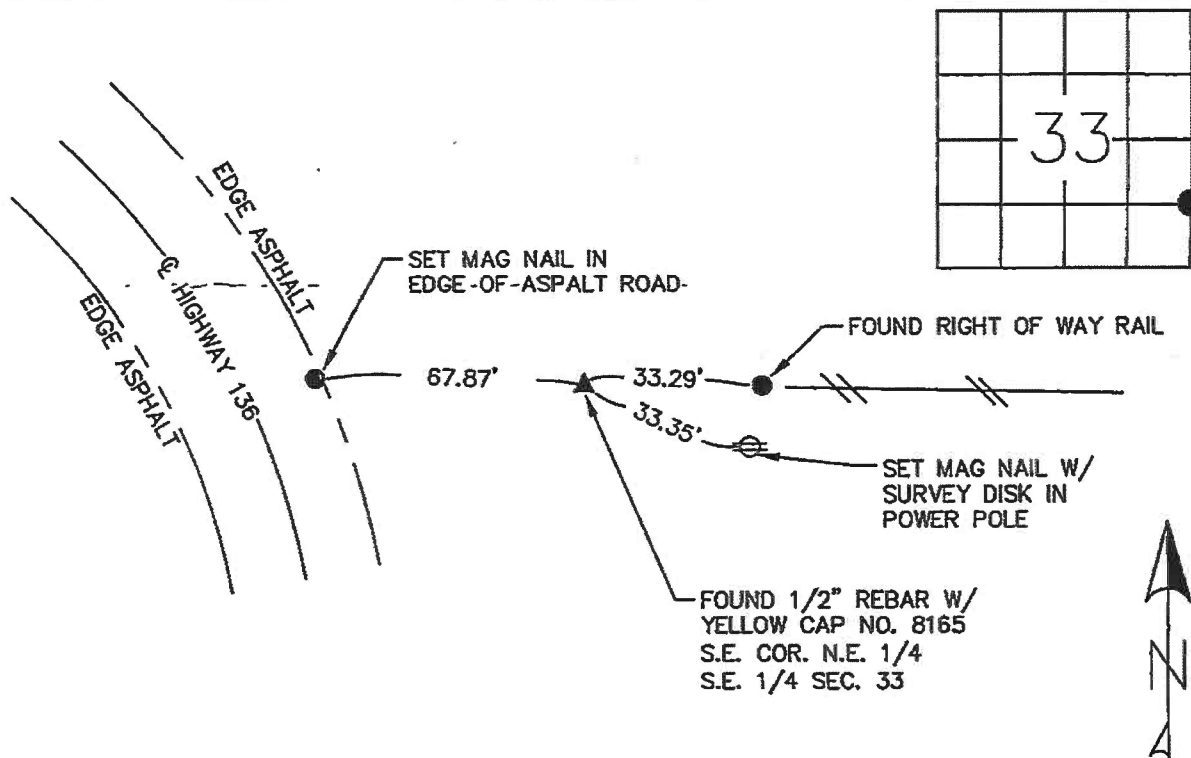 33
EDGE ASPHALT
℄ HIGHWAY 136
EDGE ASPHALT
SET MAG NAIL IN
EDGE-OF-ASPALT ROAD-
FOUND RIGHT OF WAY RAIL
67.87'
33.29'
33.35'
SET MAG NAIL W/
SURVEY DISK IN
POWER POLE
FOUND 1/2" REBAR W/
YELLOW CAP NO. 8165
S.E. COR. N.E. 1/4
S.E. 1/4 SEC. 33
N